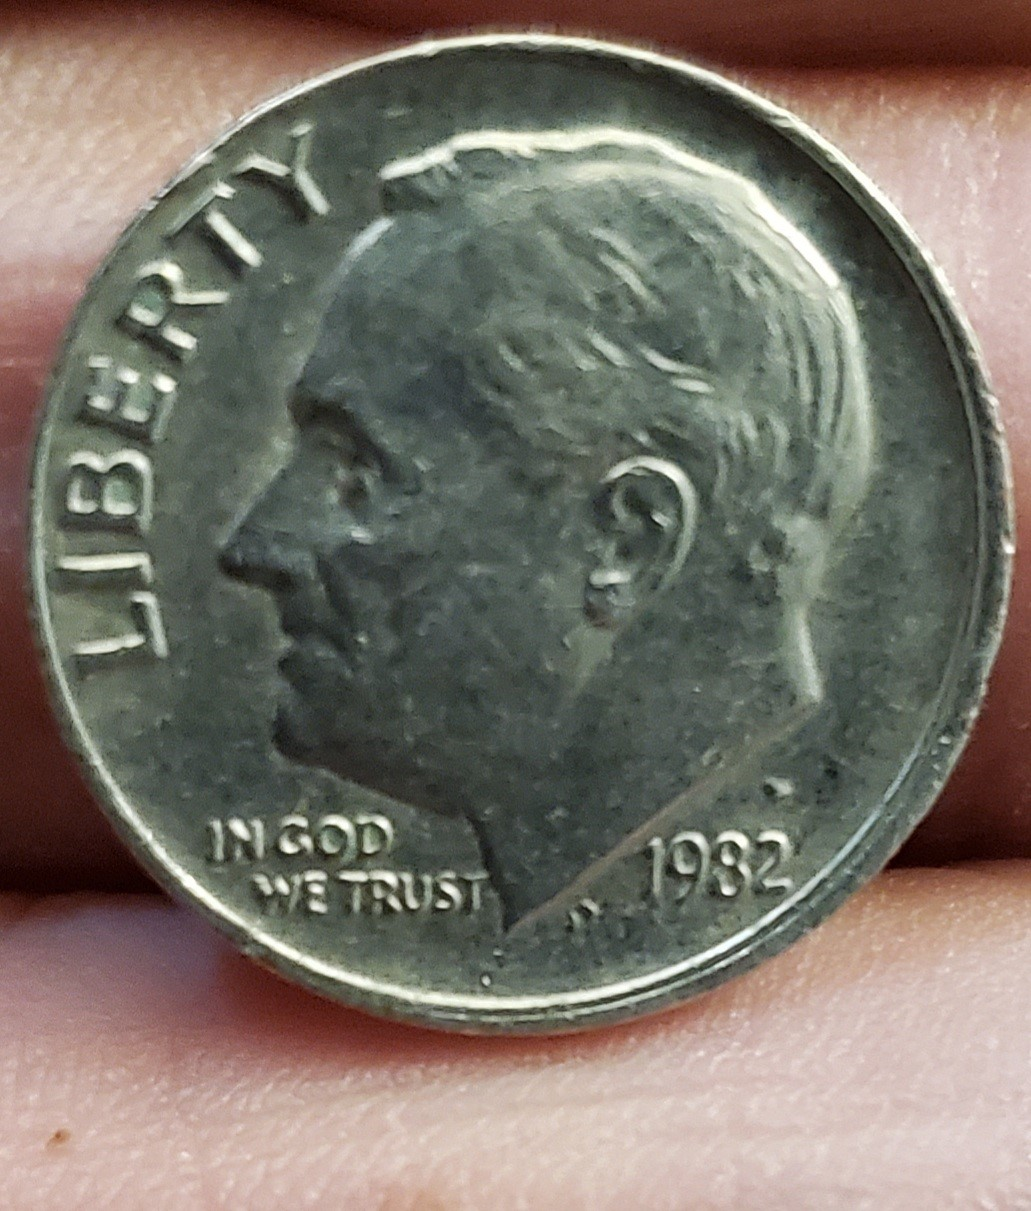 LIBERTY
IN GOD
WE TRUST
1982